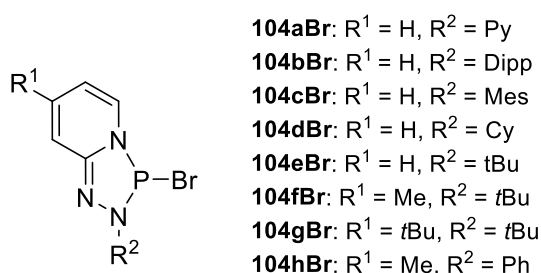 R¹
N
P
Br
N
N
R²
104aBr: R¹ = H, R² = Py
104bBr: R¹ = H, R² = Dipp
104cBr: R¹ = H, R² = Mes
104dBr: R¹ = H, R² = Cy
104eBr: R¹ = H, R² = tBu
104fBr: R¹ = Me, R² = tBu
104gBr: R¹ = tBu, R² = tBu
104hBr: R¹ = Me, R² = Ph